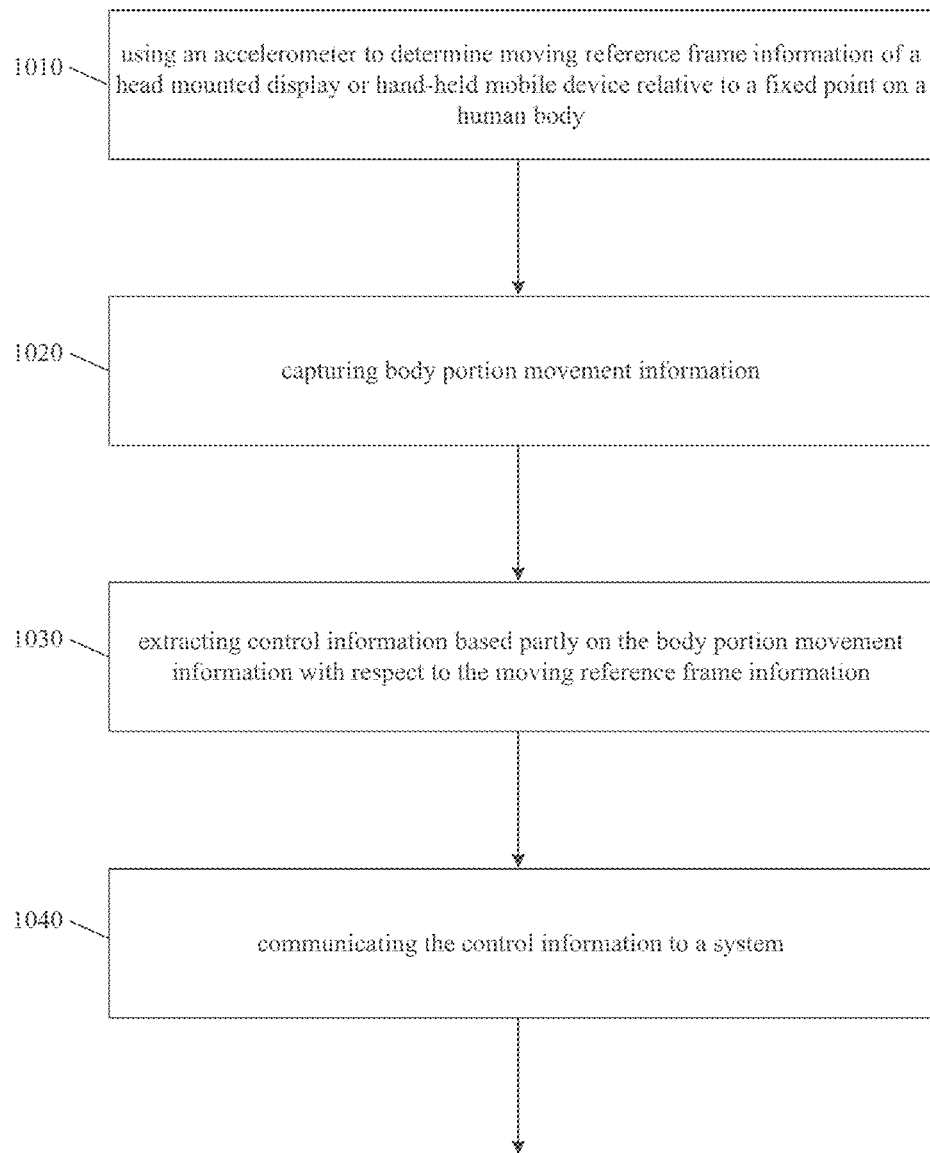 1010
using an accelerometer to determine moving reference frame information of a
head mounted display or hand-held mobile device relative to a fixed point on a
human body
1020
capturing body portion movement information
1030
extracting control information based partly on the body portion movement
information with respect to the moving reference frame information
1040
communicating the control information to a system